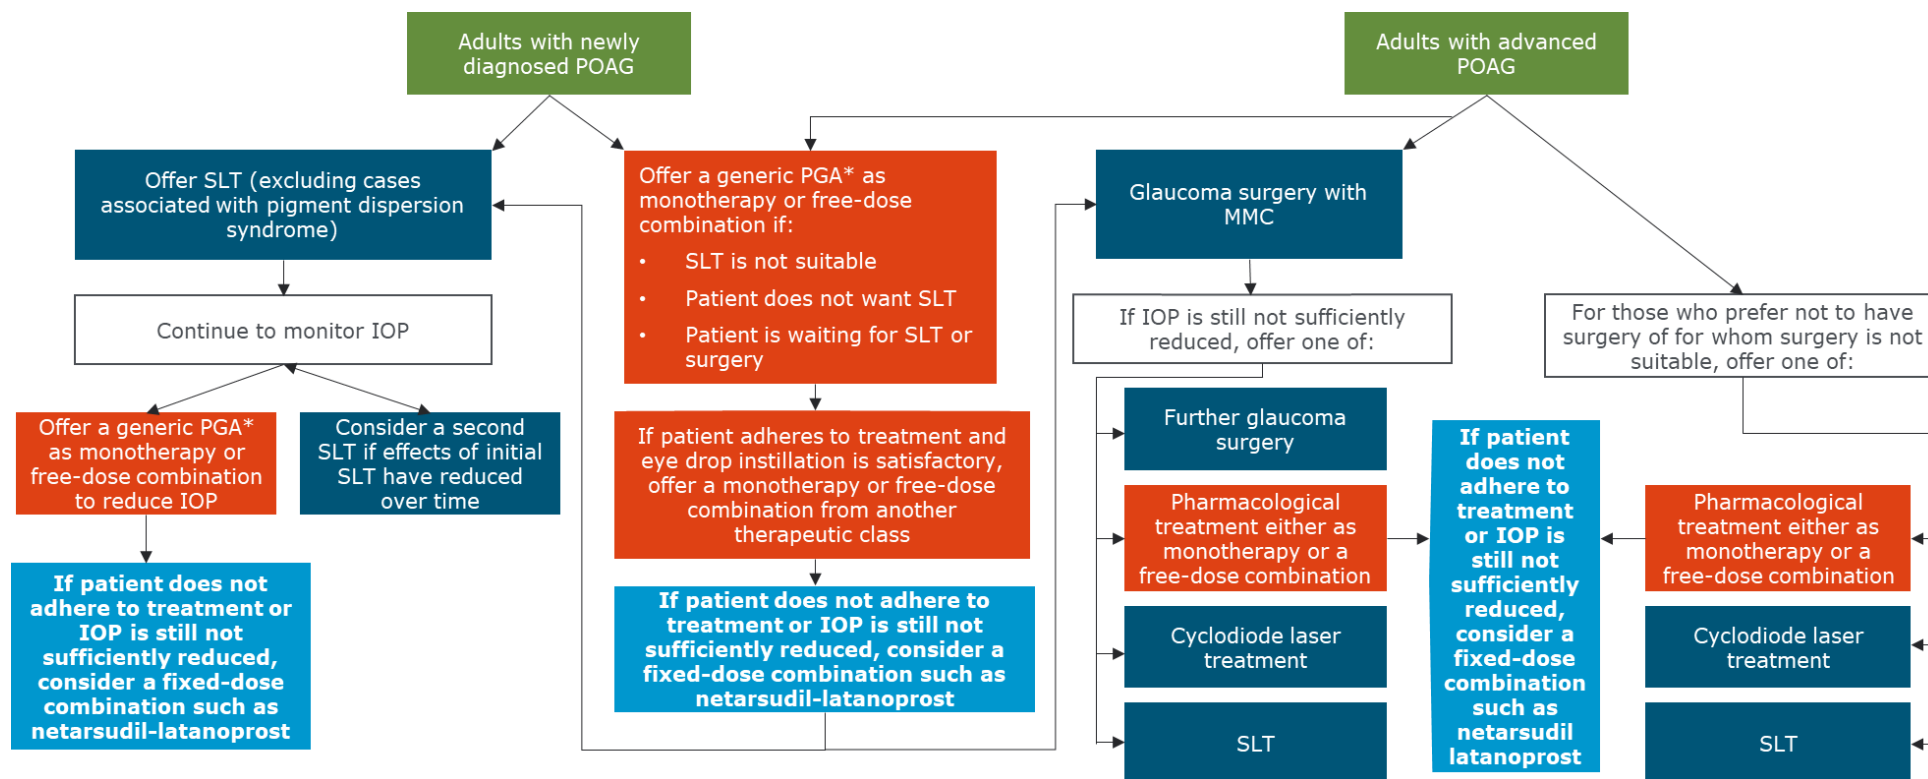 Adults with newly
diagnosed POAG
Adults with advanced
POAG
Offer SLT (excluding cases
associated with pigment dispersion
syndrome)
Offer a generic PGA* as
monotherapy or free-dose
combination if:
• SLT is not suitable
• Patient does not want SLT
• Patient is waiting for SLT or
surgery
Glaucoma surgery with
MMC
Continue to monitor IOP
If IOP is still not sufficiently
reduced, offer one of:
For those who prefer not to have
surgery of for whom surgery is not
suitable, offer one of:
Offer a generic PGA*
as monotherapy or
free-dose combination
to reduce IOP
Consider a second
SLT if effects of initial
SLT have reduced
over time
If patient adheres to treatment and
eye drop instillation is satisfactory,
offer a monotherapy or free-dose
combination from another
therapeutic class
Further glaucoma
surgery
If patient
does not
adhere to
treatment
or IOP is
still not
sufficiently
reduced,
consider a
fixed-dose
combination
such as
netarsudil
latanoprost
Pharmacological
treatment either as
monotherapy or a
free-dose combination
Pharmacological
treatment either as
monotherapy or a
free-dose combination
If patient does not
adhere to treatment or
IOP is still not
sufficiently reduced,
consider a fixed-dose
combination such as
netarsudil-latanoprost
If patient does not adhere to
treatment or IOP is still not
sufficiently reduced, consider a
fixed-dose combination such as
netarsudil-latanoprost
Cyclodiode laser
treatment
Cyclodiode laser
treatment
SLT
SLT